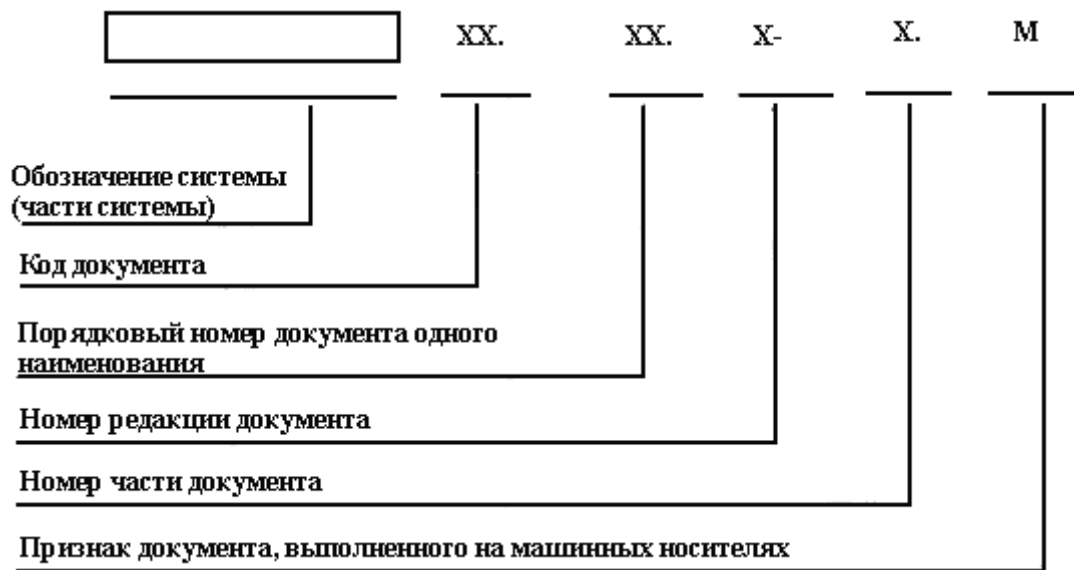 XX. XX. X- X. M
Обозначение системы
(части системы)
Код документа
Порядковый номер документа одного
наименования
Номер редакции документа
Номер части документа
Признак документа, выполненного на машинных носителях